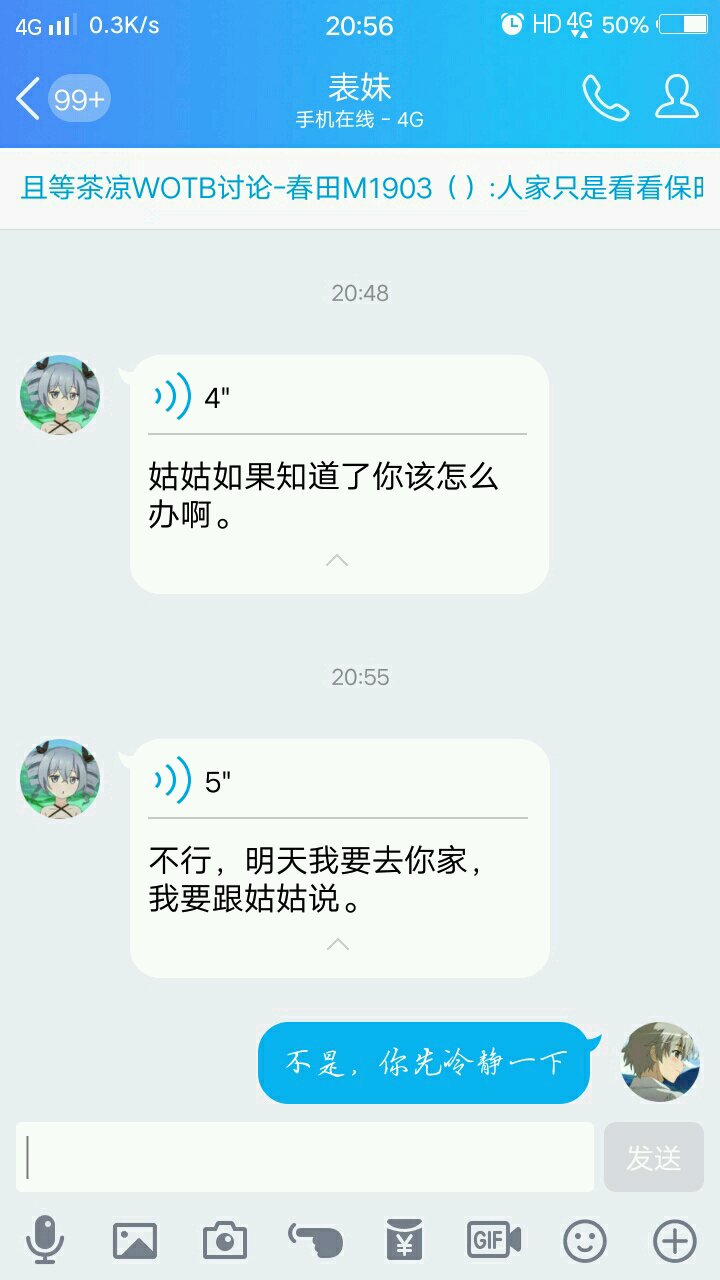 4G 0.3K/s 20:56 HD 4G 50%
99+ 表妹
手机在线 - 4G
且等茶凉WOTB讨论-春田M1903（）:人家只是看看保时
20:48
4"
姑姑如果知道了你该怎么
办啊。
20:55
5"
不行，明天我要去你家，
我要跟姑姑说。
不是，你先冷静一下
发送
¥ GIF